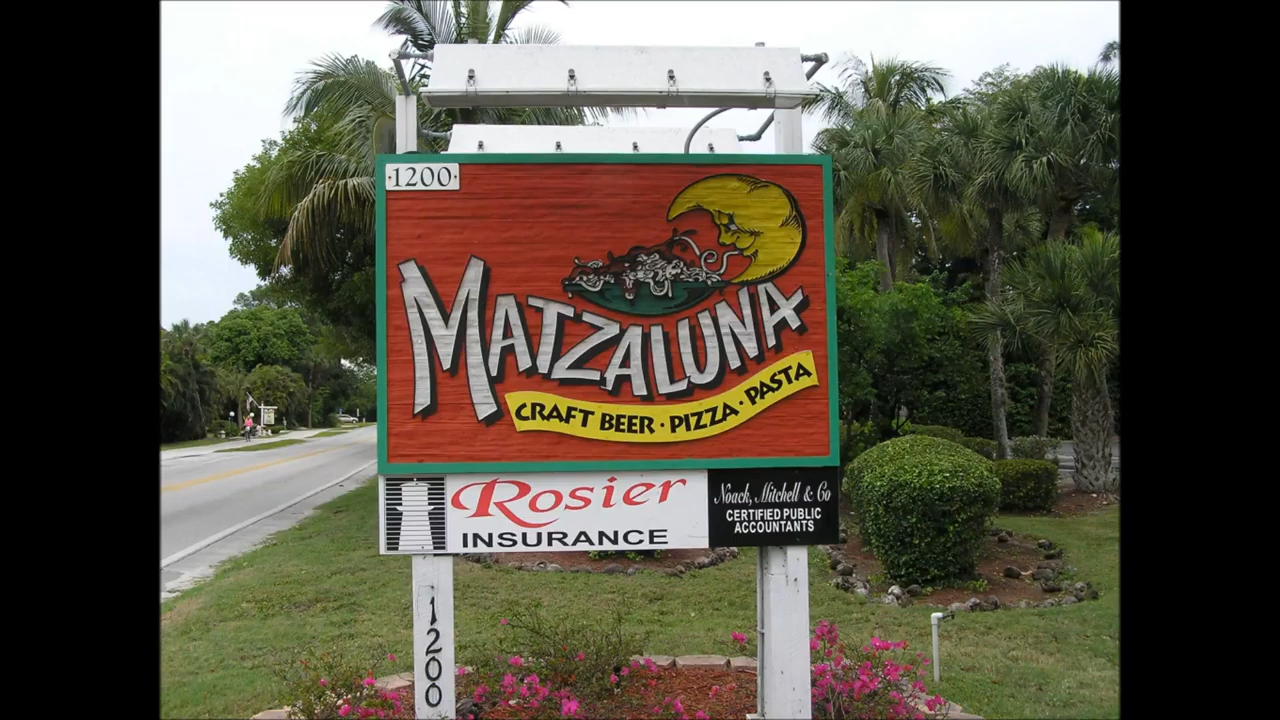 1200
MATZALUNA
CRAFT BEER · PIZZA · PASTA
Rosier
INSURANCE
Noack, Mitchell & Co
CERTIFIED PUBLIC
ACCOUNTANTS
1200